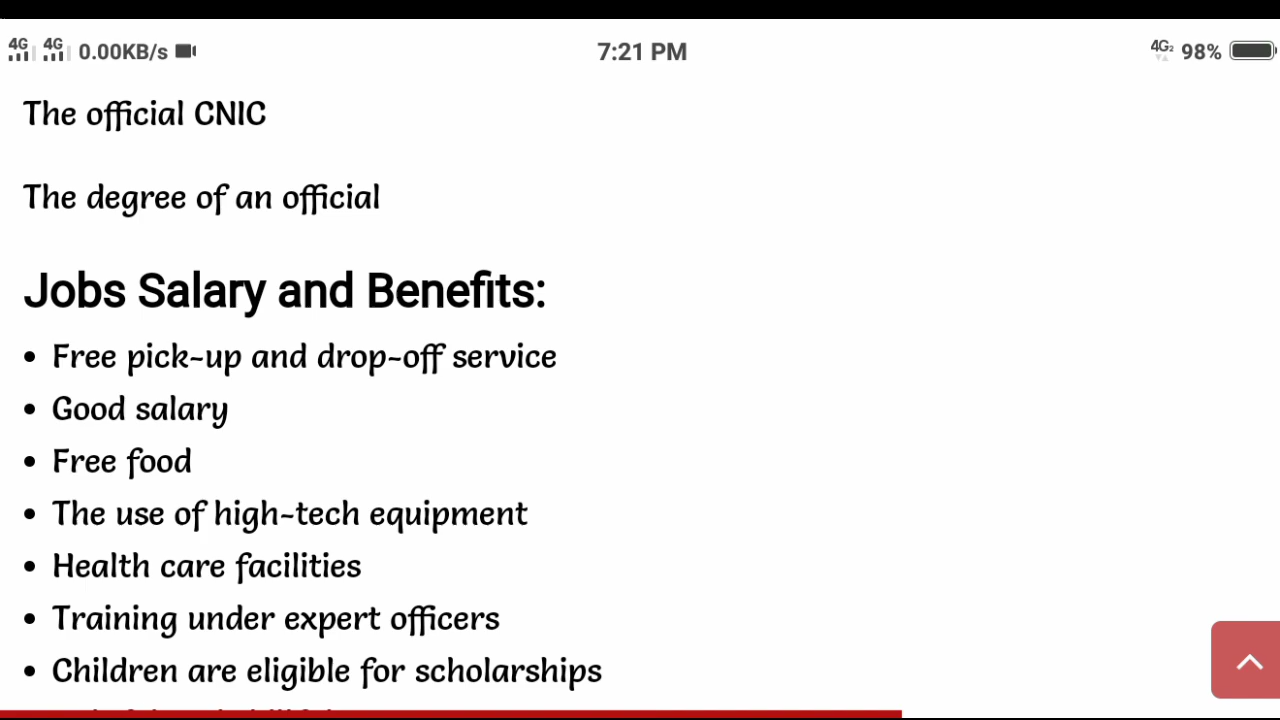 4G 4G 0.00KB/s 7:21 PM 4G2 98%
The official CNIC
The degree of an official
Jobs Salary and Benefits:
• Free pick-up and drop-off service
• Good salary
• Free food
• The use of high-tech equipment
• Health care facilities
• Training under expert officers
• Children are eligible for scholarships